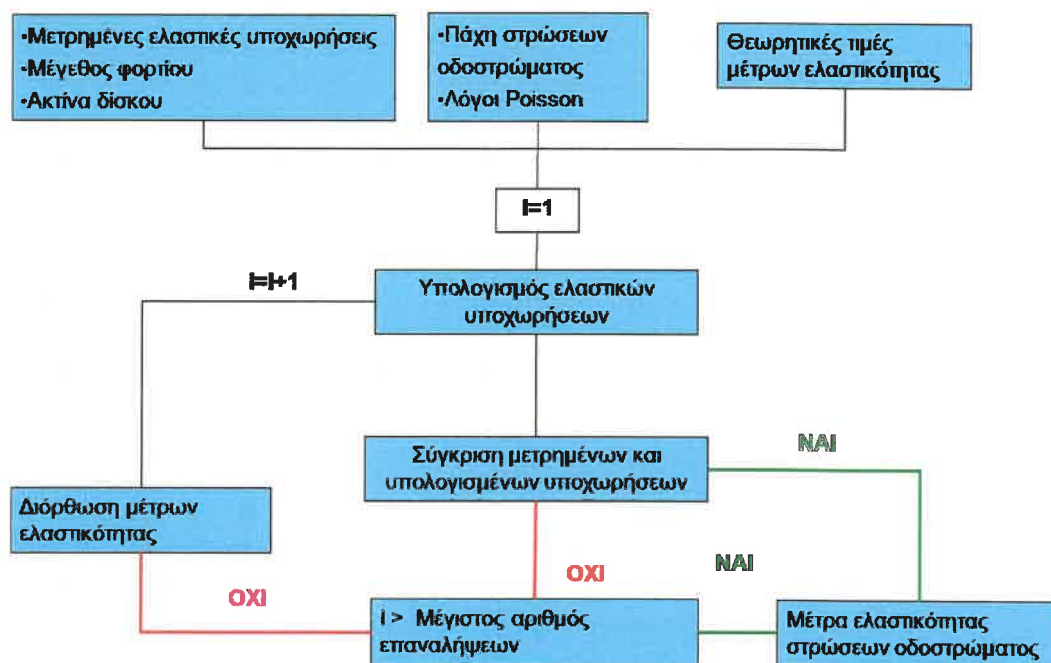 •Μετρημένες ελαστικές υποχωρήσεις
•Μέγεθος φορτίου
•Ακτίνα δίσκου
•Πάχη στρώσεων
οδοστρώματος
•Λόγοι Poisson
Θεωρητικές τιμές
μέτρων ελαστικότητας
I=1
I=I+1
Υπολογισμός ελαστικών
υποχωρήσεων
Σύγκριση μετρημένων και
υπολογισμένων υποχωρήσεων
ΝΑΙ
Διόρθωση μέτρων
ελαστικότητας
ΟΧΙ
ΟΧΙ
ΝΑΙ
I > Μέγιστος αριθμός
επαναλήψεων
Μέτρα ελαστικότητας
στρώσεων οδοστρώματος